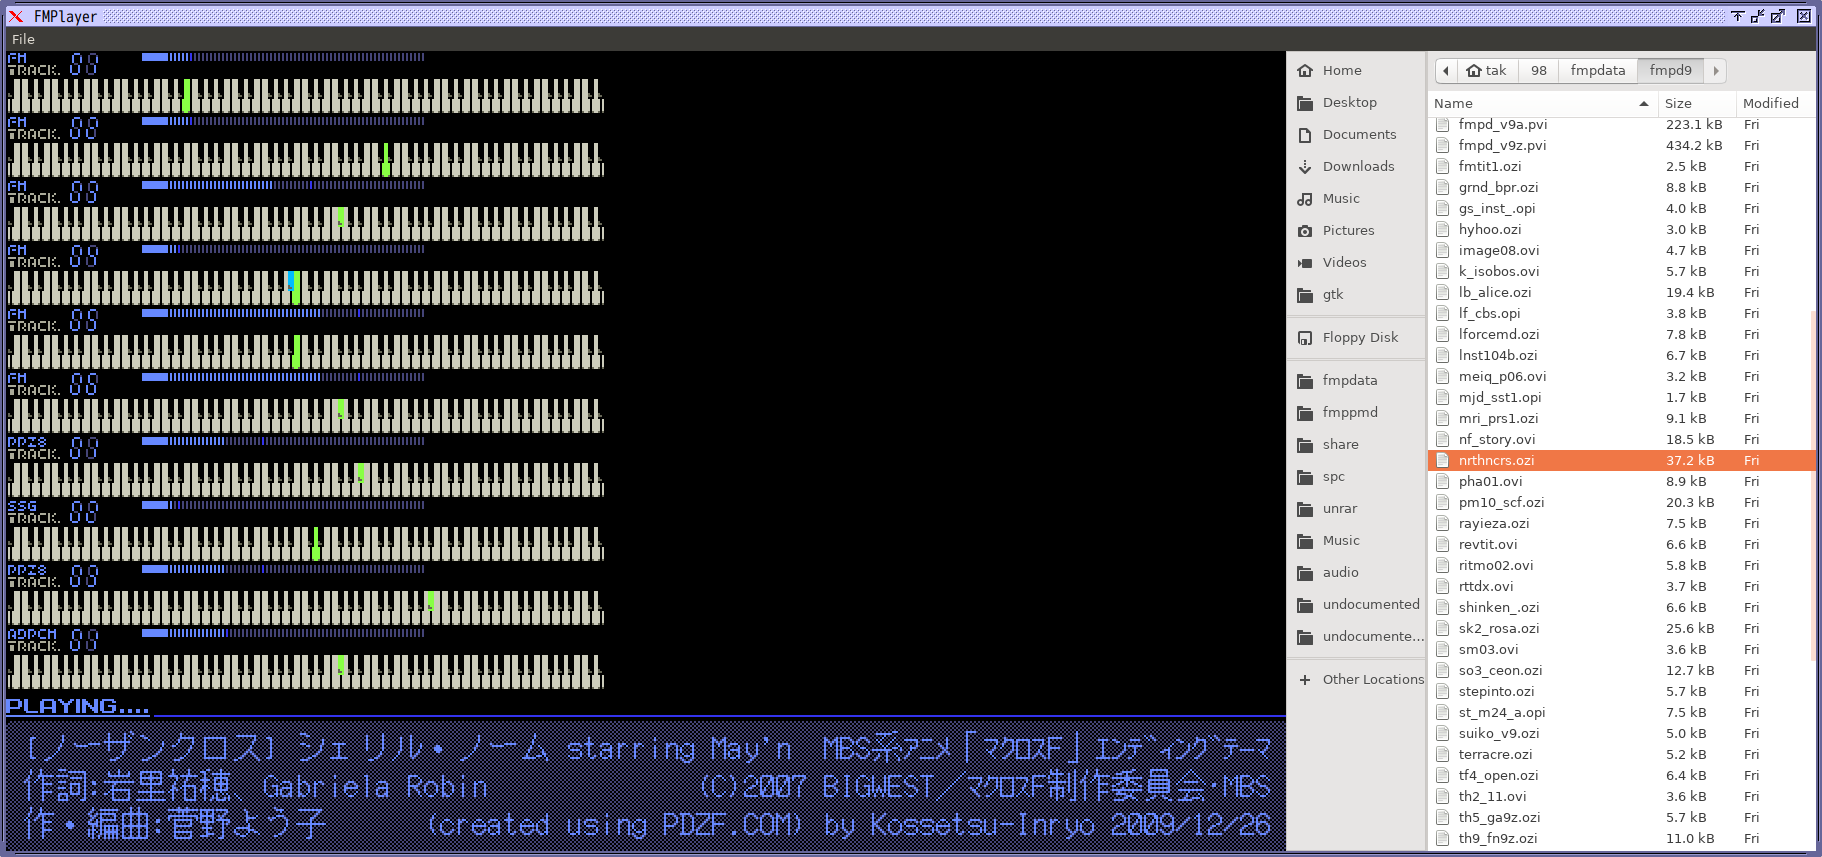 FMPlayer
File
FM
TRACK.
FM
TRACK.
FM
TRACK.
FM
TRACK.
FM
TRACK.
FM
TRACK.
PPZ8
TRACK.
SSG
TRACK.
PPZ8
TRACK.
ADPCM
TRACK.
PLAYING....
[ノーザンクロス] シェリル・ノーム starring May'n MBS系アニメ「マクロスF」エンディングテーマ
作詞:岩里祐穂、Gabriela Robin (C)2007 BIGWEST／マクロスF制作委員会・MBS
作・編曲:菅野よう子 (created using PDZF.COM) by Kossetsu-Inryo 2009/12/26
Home
Desktop
Documents
Downloads
Music
Pictures
Videos
gtk
Floppy Disk
fmpdata
fmppmd
share
spc
unrar
Music
audio
undocumented
undocumente...
Other Locations
tak 98 fmpdata fmpd9
Name Size Modified
fmpd_v9a.pvi 223.1 kB Fri
fmpd_v9z.pvi 434.2 kB Fri
fmtit1.ozi 2.5 kB Fri
grnd_bpr.ozi 8.8 kB Fri
gs_inst_.opi 4.0 kB Fri
hyhoo.ozi 3.0 kB Fri
image08.ovi 4.7 kB Fri
k_isobos.ovi 5.7 kB Fri
lb_alice.ozi 19.4 kB Fri
lf_cbs.opi 3.8 kB Fri
lforcemd.ozi 7.8 kB Fri
lnst104b.ozi 6.7 kB Fri
meiq_p06.ovi 3.2 kB Fri
mjd_sst1.opi 1.7 kB Fri
mri_prs1.ozi 9.1 kB Fri
nf_story.ovi 18.5 kB Fri
nrthncrs.ozi 37.2 kB Fri
pha01.ovi 8.9 kB Fri
pm10_scf.ozi 20.3 kB Fri
rayieza.ozi 7.5 kB Fri
revtit.ovi 6.6 kB Fri
ritmo02.ovi 5.8 kB Fri
rttdx.ovi 3.7 kB Fri
shinken_.ozi 6.6 kB Fri
sk2_rosa.ozi 25.6 kB Fri
sm03.ovi 3.6 kB Fri
so3_ceon.ozi 12.7 kB Fri
stepinto.ozi 5.7 kB Fri
st_m24_a.opi 7.5 kB Fri
suiko_v9.ozi 5.0 kB Fri
terracre.ozi 5.2 kB Fri
tf4_open.ozi 6.4 kB Fri
th2_11.ovi 3.6 kB Fri
th5_ga9z.ozi 5.7 kB Fri
th9_fn9z.ozi 11.0 kB Fri